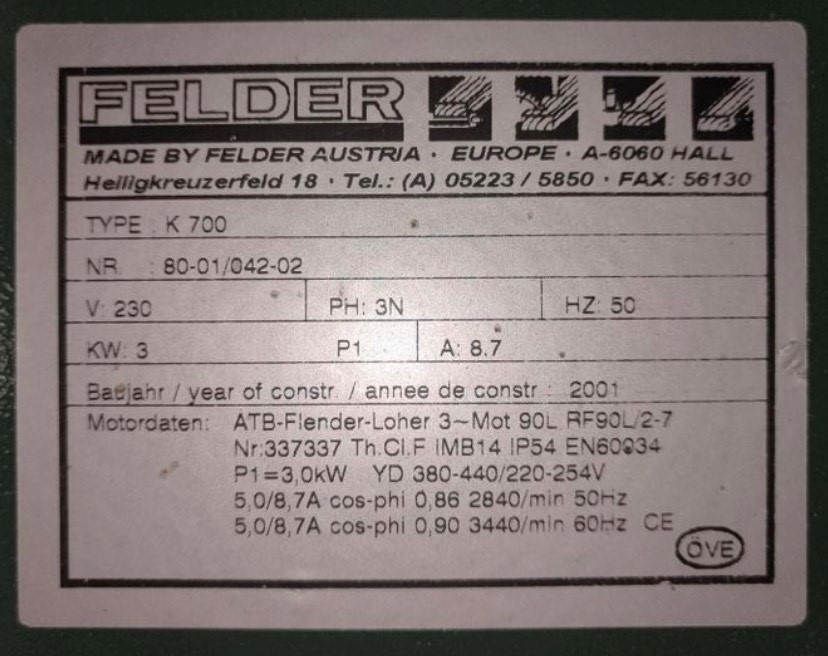 FELDER
MADE BY FELDER AUSTRIA · EUROPE · A-6060 HALL
Heiligkreuzerfeld 18 · Tel.: (A) 05223 / 5850 · FAX: 56130
TYPE : K 700
NR. : 80-01/042-02
V: 230 PH: 3N HZ: 50
KW: 3 P1 A: 8.7
Baujahr / year of constr. / annee de constr : 2001
Motordaten: ATB-Flender-Loher 3~Mot 90L RF90L/2-7
Nr:337337 Th.Cl.F IMB14 IP54 EN60034
P1=3,0kW YD 380-440/220-254V
5,0/8,7A cos-phi 0,86 2840/min 50Hz
5,0/8,7A cos-phi 0,90 3440/min 60Hz CE
ÖVE